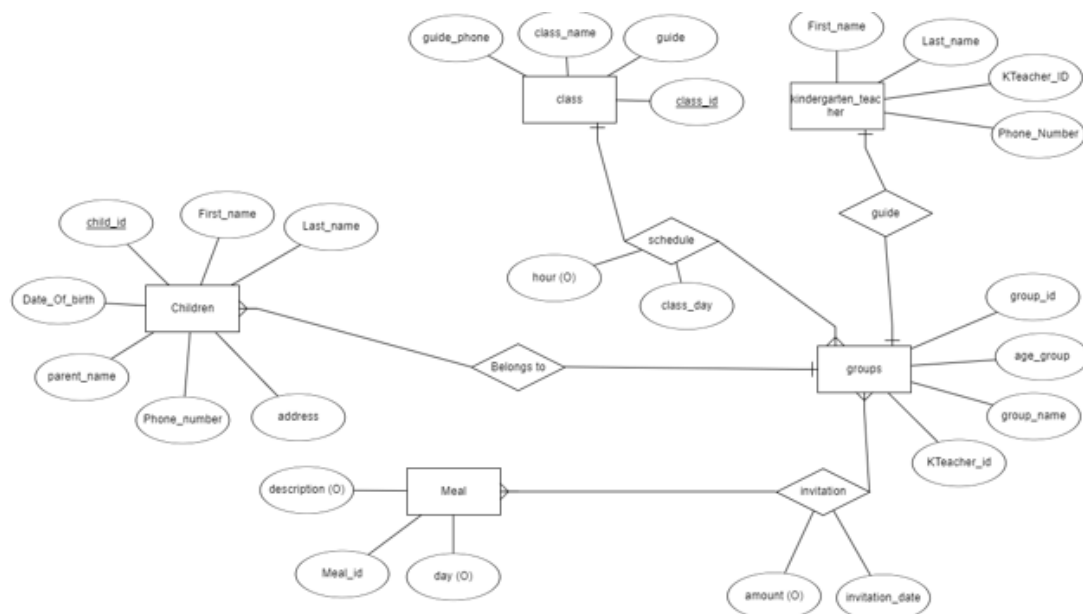 guide_phone
class_name
guide
class
class_id
First_name
Last_name
KTeacher_ID
kindergarten_teac
her
Phone_Number
guide
child_id
First_name
Last_name
Date_Of_birth
Children
parent_name
Phone_number
address
schedule
hour (O)
class_day
Belongs to
group_id
age_group
groups
group_name
KTeacher_id
description (O)
Meal
Meal_id
day (O)
invitation
amount (O)
invitation_date